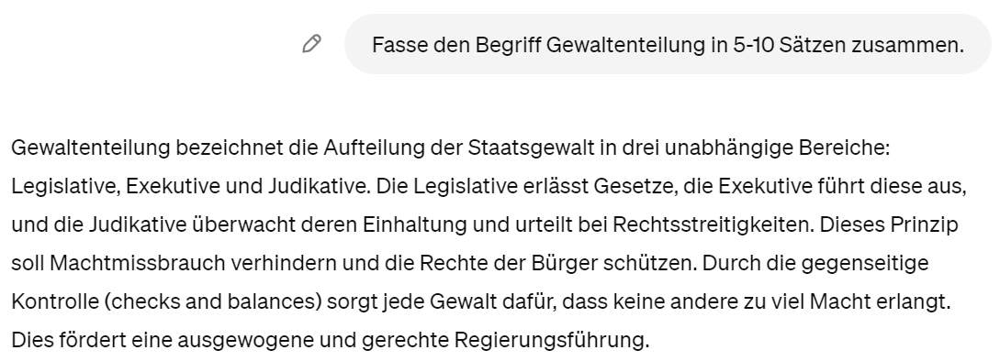 Fasse den Begriff Gewaltenteilung in 5-10 Sätzen zusammen.
Gewaltenteilung bezeichnet die Aufteilung der Staatsgewalt in drei unabhängige Bereiche:
Legislative, Exekutive und Judikative. Die Legislative erlässt Gesetze, die Exekutive führt diese aus,
und die Judikative überwacht deren Einhaltung und urteilt bei Rechtsstreitigkeiten. Dieses Prinzip
soll Machtmissbrauch verhindern und die Rechte der Bürger schützen. Durch die gegenseitige
Kontrolle (checks and balances) sorgt jede Gewalt dafür, dass keine andere zu viel Macht erlangt.
Dies fördert eine ausgewogene und gerechte Regierungsführung.